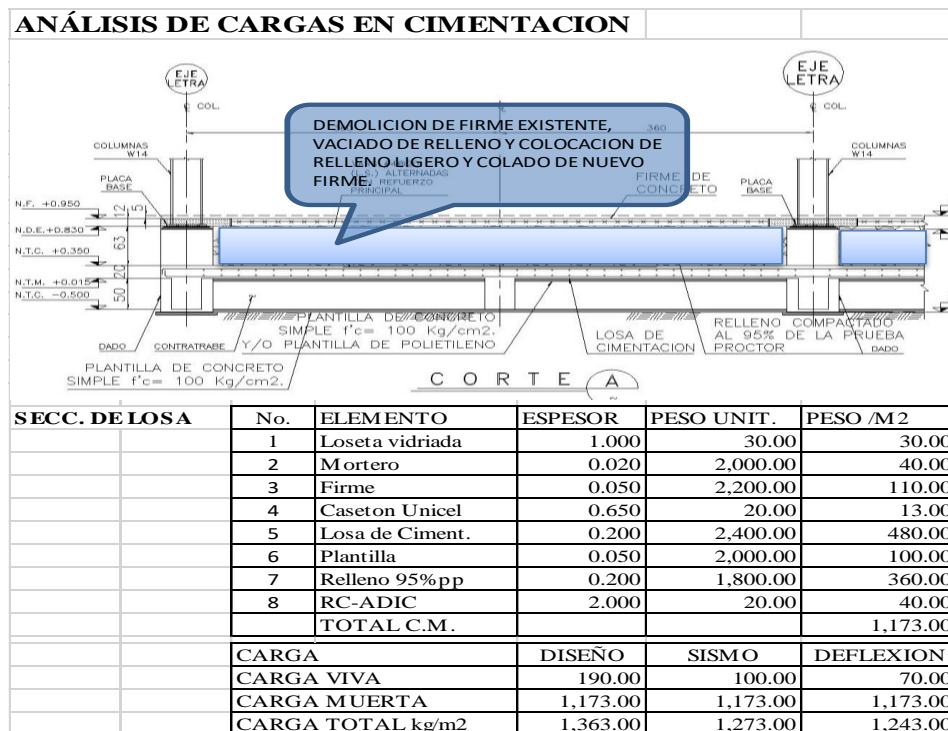 ANÁLISIS DE CARGAS EN CIMENTACION
EJE LETRA
EJE LETRA
COL.
COL.
DEMOLICION DE FIRME EXISTENTE,
VACIADO DE RELLENO Y COLOCACION DE
RELLENO LIGERO Y COLADO DE NUEVO
FIRME.
360
COLUMNAS W14
COLUMNAS W14
PLACA BASE
(L.S.) ALTERNADAS
REFUERZO
PRINCIPAL
FIRME DE CONCRETO
PLACA BASE
N.F. +0.950
N.D.E.+0.830
N.T.C. +0.350
N.T.M. +0.015
N.T.C. −0.500
12
5
63
20
50
PLANTILLA DE CONCRETO
SIMPLE f'c= 100 Kg/cm2.
Y/O PLANTILLA DE POLIETILENO
LOSA DE
CIMENTACION
RELLENO COMPACTADO
AL 95% DE LA PRUEBA
PROCTOR
DADO
DADO
CONTRATRABE
PLANTILLA DE CONCRETO
SIMPLE f'c= 100 Kg/cm2.
CORTE A
SECC. DE LOSA No. ELEMENTO ESPESOR PESO UNIT. PESO /M2
1 Loseta vidriada 1.000 30.00 30.00
2 Mortero 0.020 2,000.00 40.00
3 Firme 0.050 2,200.00 110.00
4 Caseton Unicel 0.650 20.00 13.00
5 Losa de Ciment. 0.200 2,400.00 480.00
6 Plantilla 0.050 2,000.00 100.00
7 Relleno 95%pp 0.200 1,800.00 360.00
8 RC-ADIC 2.000 20.00 40.00
TOTAL C.M. 1,173.00
CARGA DISEÑO SISMO DEFLEXION
CARGA VIVA 190.00 100.00 70.00
CARGA MUERTA 1,173.00 1,173.00 1,173.00
CARGA TOTAL kg/m2 1,363.00 1,273.00 1,243.00